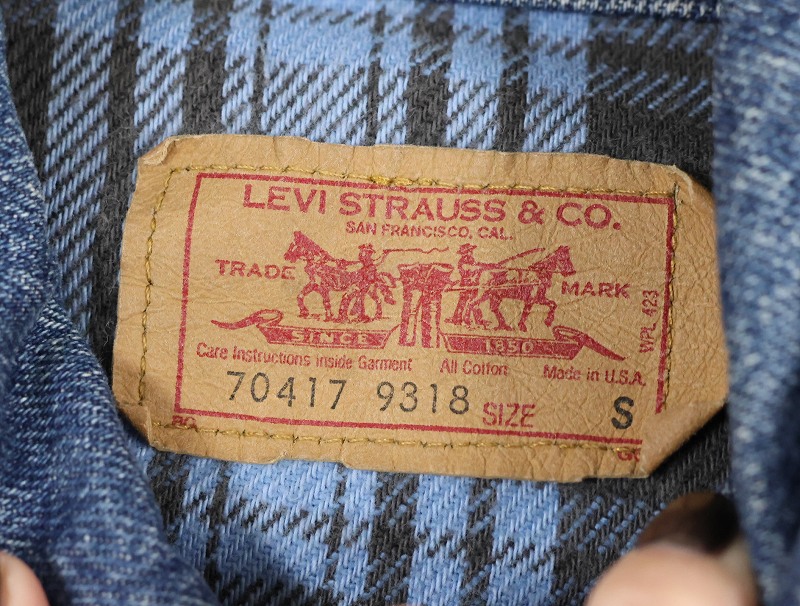 LEVI STRAUSS & CO.
SAN FRANCISCO, CAL.
TRADE MARK
SINCE 1850
WPL 423
Care Instructions Inside Garment All Cotton Made in U.S.A.
70417 9318 SIZE S